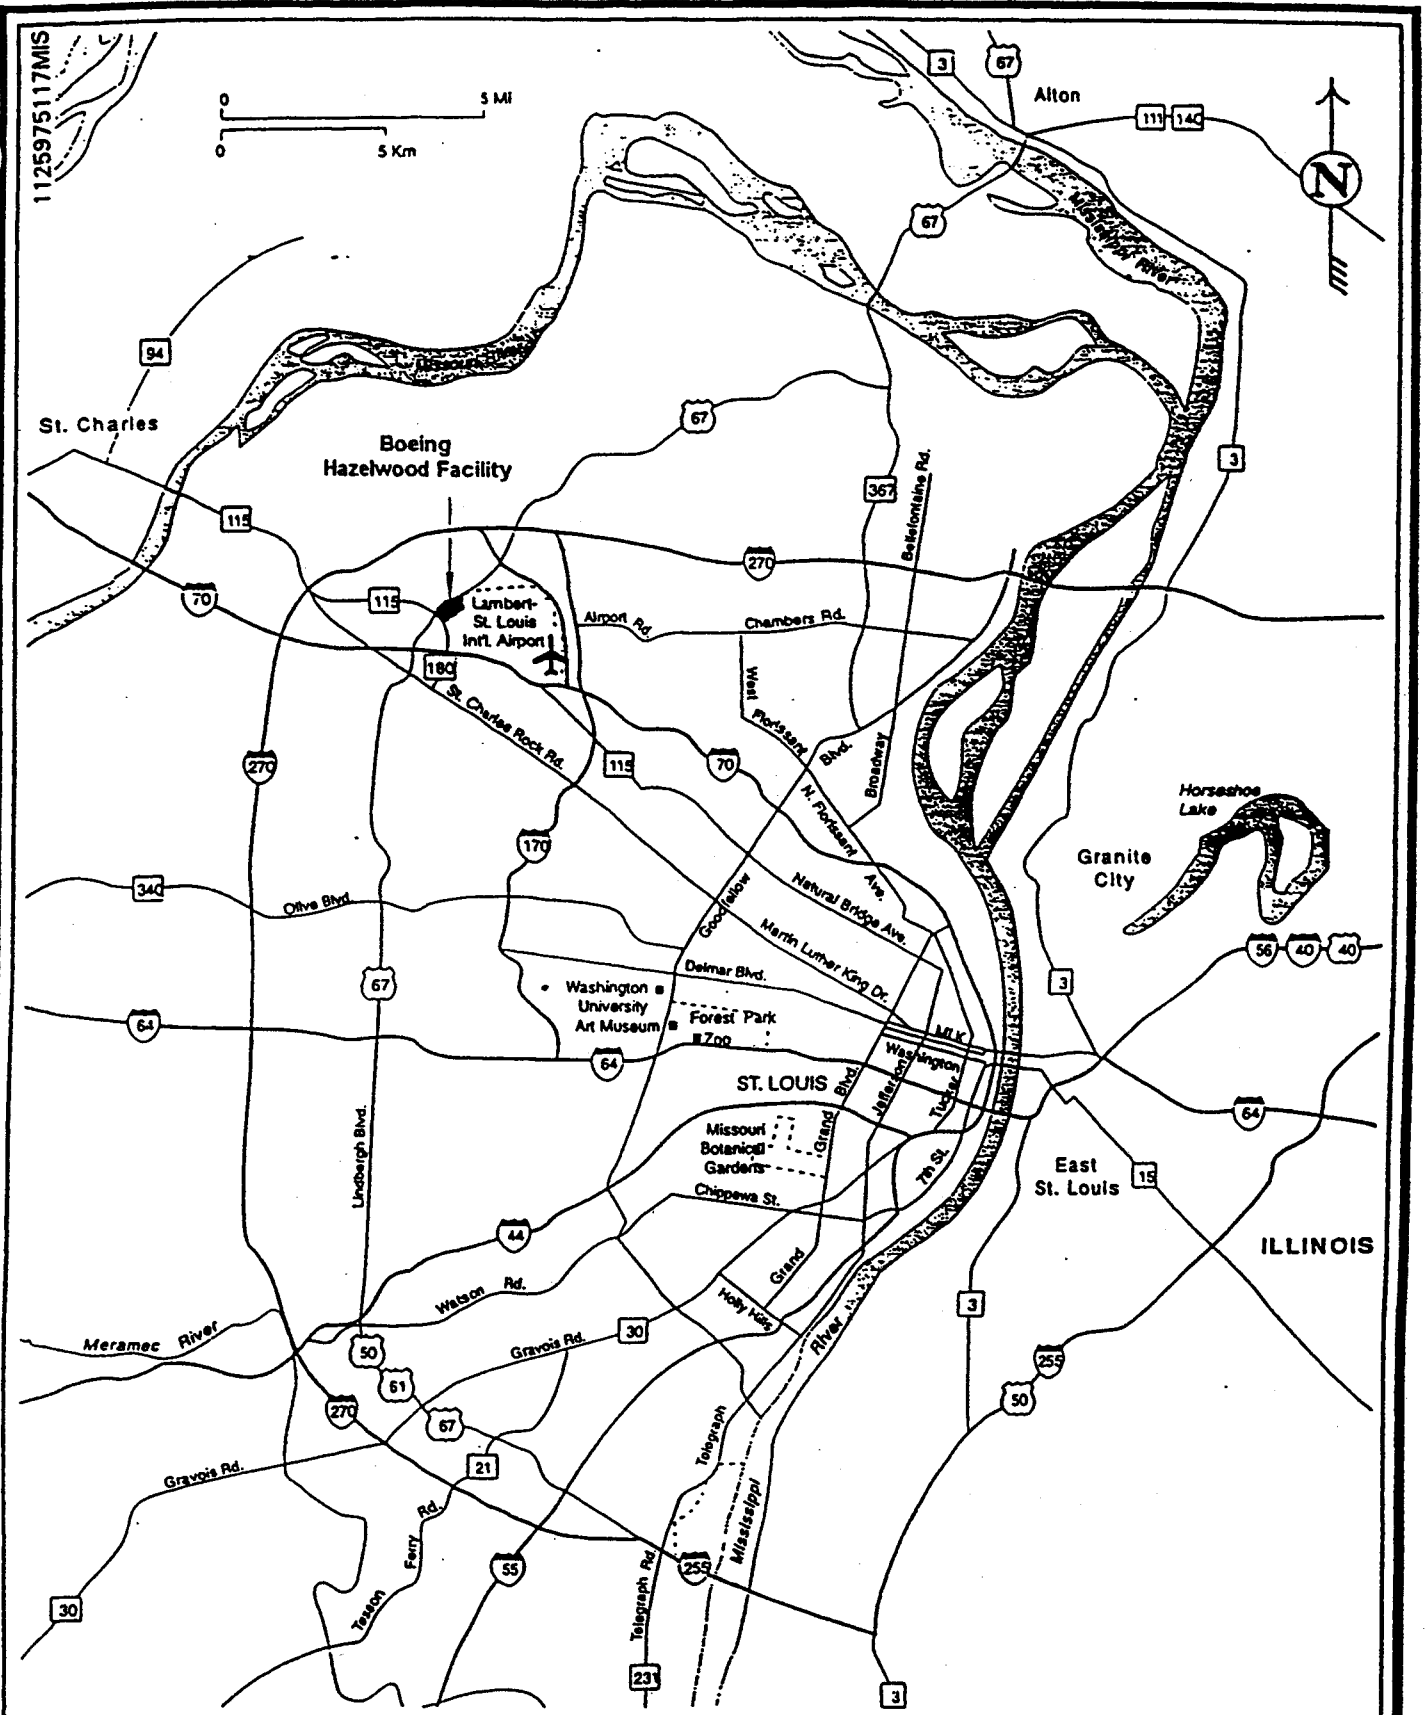 1125975117MIS
0 5 Mi
0 5 Km
3
67
Alton
111 140
N
67
Mississippi River
94
Missouri River
St. Charles
67
Boeing
Hazelwood Facility
3
367
Bellefontaine Rd.
115
270
70
115
Lambert-
St. Louis
Int'l. Airport
Airport Rd.
Chambers Rd.
180
West
Florissant
St. Charles Rock Rd.
Blvd.
Broadway
270
115
70
Horseshoe
Lake
N. Florissant
Ave.
170
Granite
City
340
Olive Blvd.
Goodfellow
Natural Bridge Ave.
Martin Luther King Dr.
56 40 40
Delmar Blvd.
67
Washington
University
Art Museum
Forest Park
Zoo
3
64
MLK
Washington
64
ST. LOUIS
Blvd.
Jefferson
Tucker
64
Lindbergh Blvd.
Missouri
Botanical
Gardens
Grand
East
St. Louis
7th St.
15
Chippewa St.
44
ILLINOIS
Grand
Watson Rd.
Holly Hills
3
Meramec River
30
Gravois Rd.
River
50
255
61
50
270
67
Telegraph
21
Gravois Rd.
Rd.
Mississippi
Ferry
55
255
Tesson
Telegraph Rd.
30
231
3